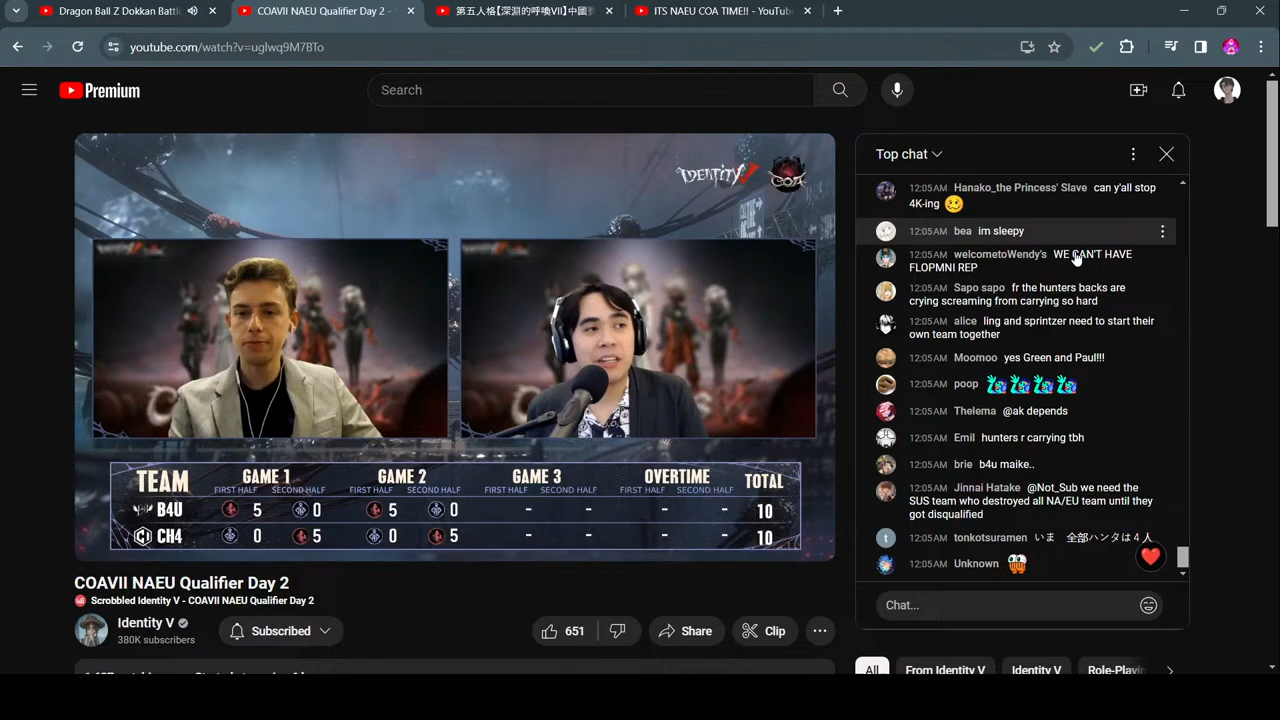 Dragon Ball Z Dokkan Battl
COAVII NAEU Qualifier Day 2 -
第五人格【深淵的呼喚VII】中國
ITS NAEU COA TIME!! - YouTub
youtube.com/watch?v=uglwq9M7BTo
Premium
Search
IDENTITY V
COA
TEAM GAME 1 GAME 2 GAME 3 OVERTIME TOTAL
FIRST HALF SECOND HALF FIRST HALF SECOND HALF FIRST HALF SECOND HALF FIRST HALF SECOND HALF
B4U 5 0 5 0 - - - - 10
CH4 0 5 0 5 - - - - 10
COAVII NAEU Qualifier Day 2
Scrobbled Identity V - COAVII NAEU Qualifier Day 2
Identity V
380K subscribers
Subscribed
651
Share
Clip
Top chat
12:05AM Hanako_the Princess' Slave can y'all stop
4K-ing
12:05AM bea im sleepy
12:05AM welcometoWendy's WE CAN'T HAVE
FLOPMNI REP
12:05AM Sapo sapo fr the hunters backs are
crying screaming from carrying so hard
12:05AM alice ling and sprintzer need to start their
own team together
12:05AM Moomoo yes Green and Paul!!!
12:05AM poop
12:05AM Thelema @ak depends
12:05AM Emil hunters r carrying tbh
12:05AM brie b4u maike..
12:05AM Jinnai Hatake @Not_Sub we need the
SUS team who destroyed all NA/EU team until they
got disqualified
t 12:05AM tonkotsuramen いま 全部ハンタは４人
12:05AM Unknown
Chat...
All From Identity V Identity V Role-Playin